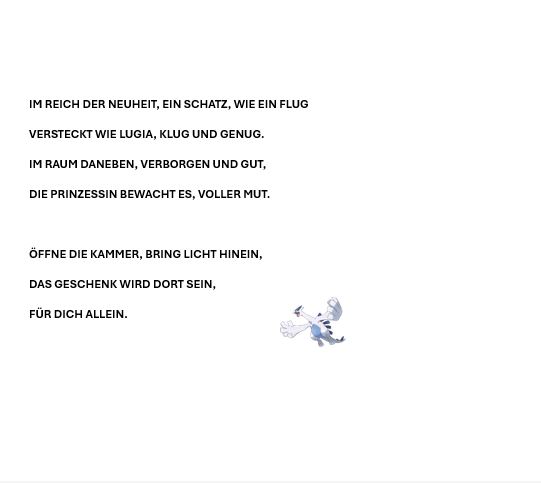 IM REICH DER NEUHEIT, EIN SCHATZ, WIE EIN FLUG
VERSTECKT WIE LUGIA, KLUG UND GENUG.
IM RAUM DANEBEN, VERBORGEN UND GUT,
DIE PRINZESSIN BEWACHT ES, VOLLER MUT.
ÖFFNE DIE KAMMER, BRING LICHT HINEIN,
DAS GESCHENK WIRD DORT SEIN,
FÜR DICH ALLEIN.